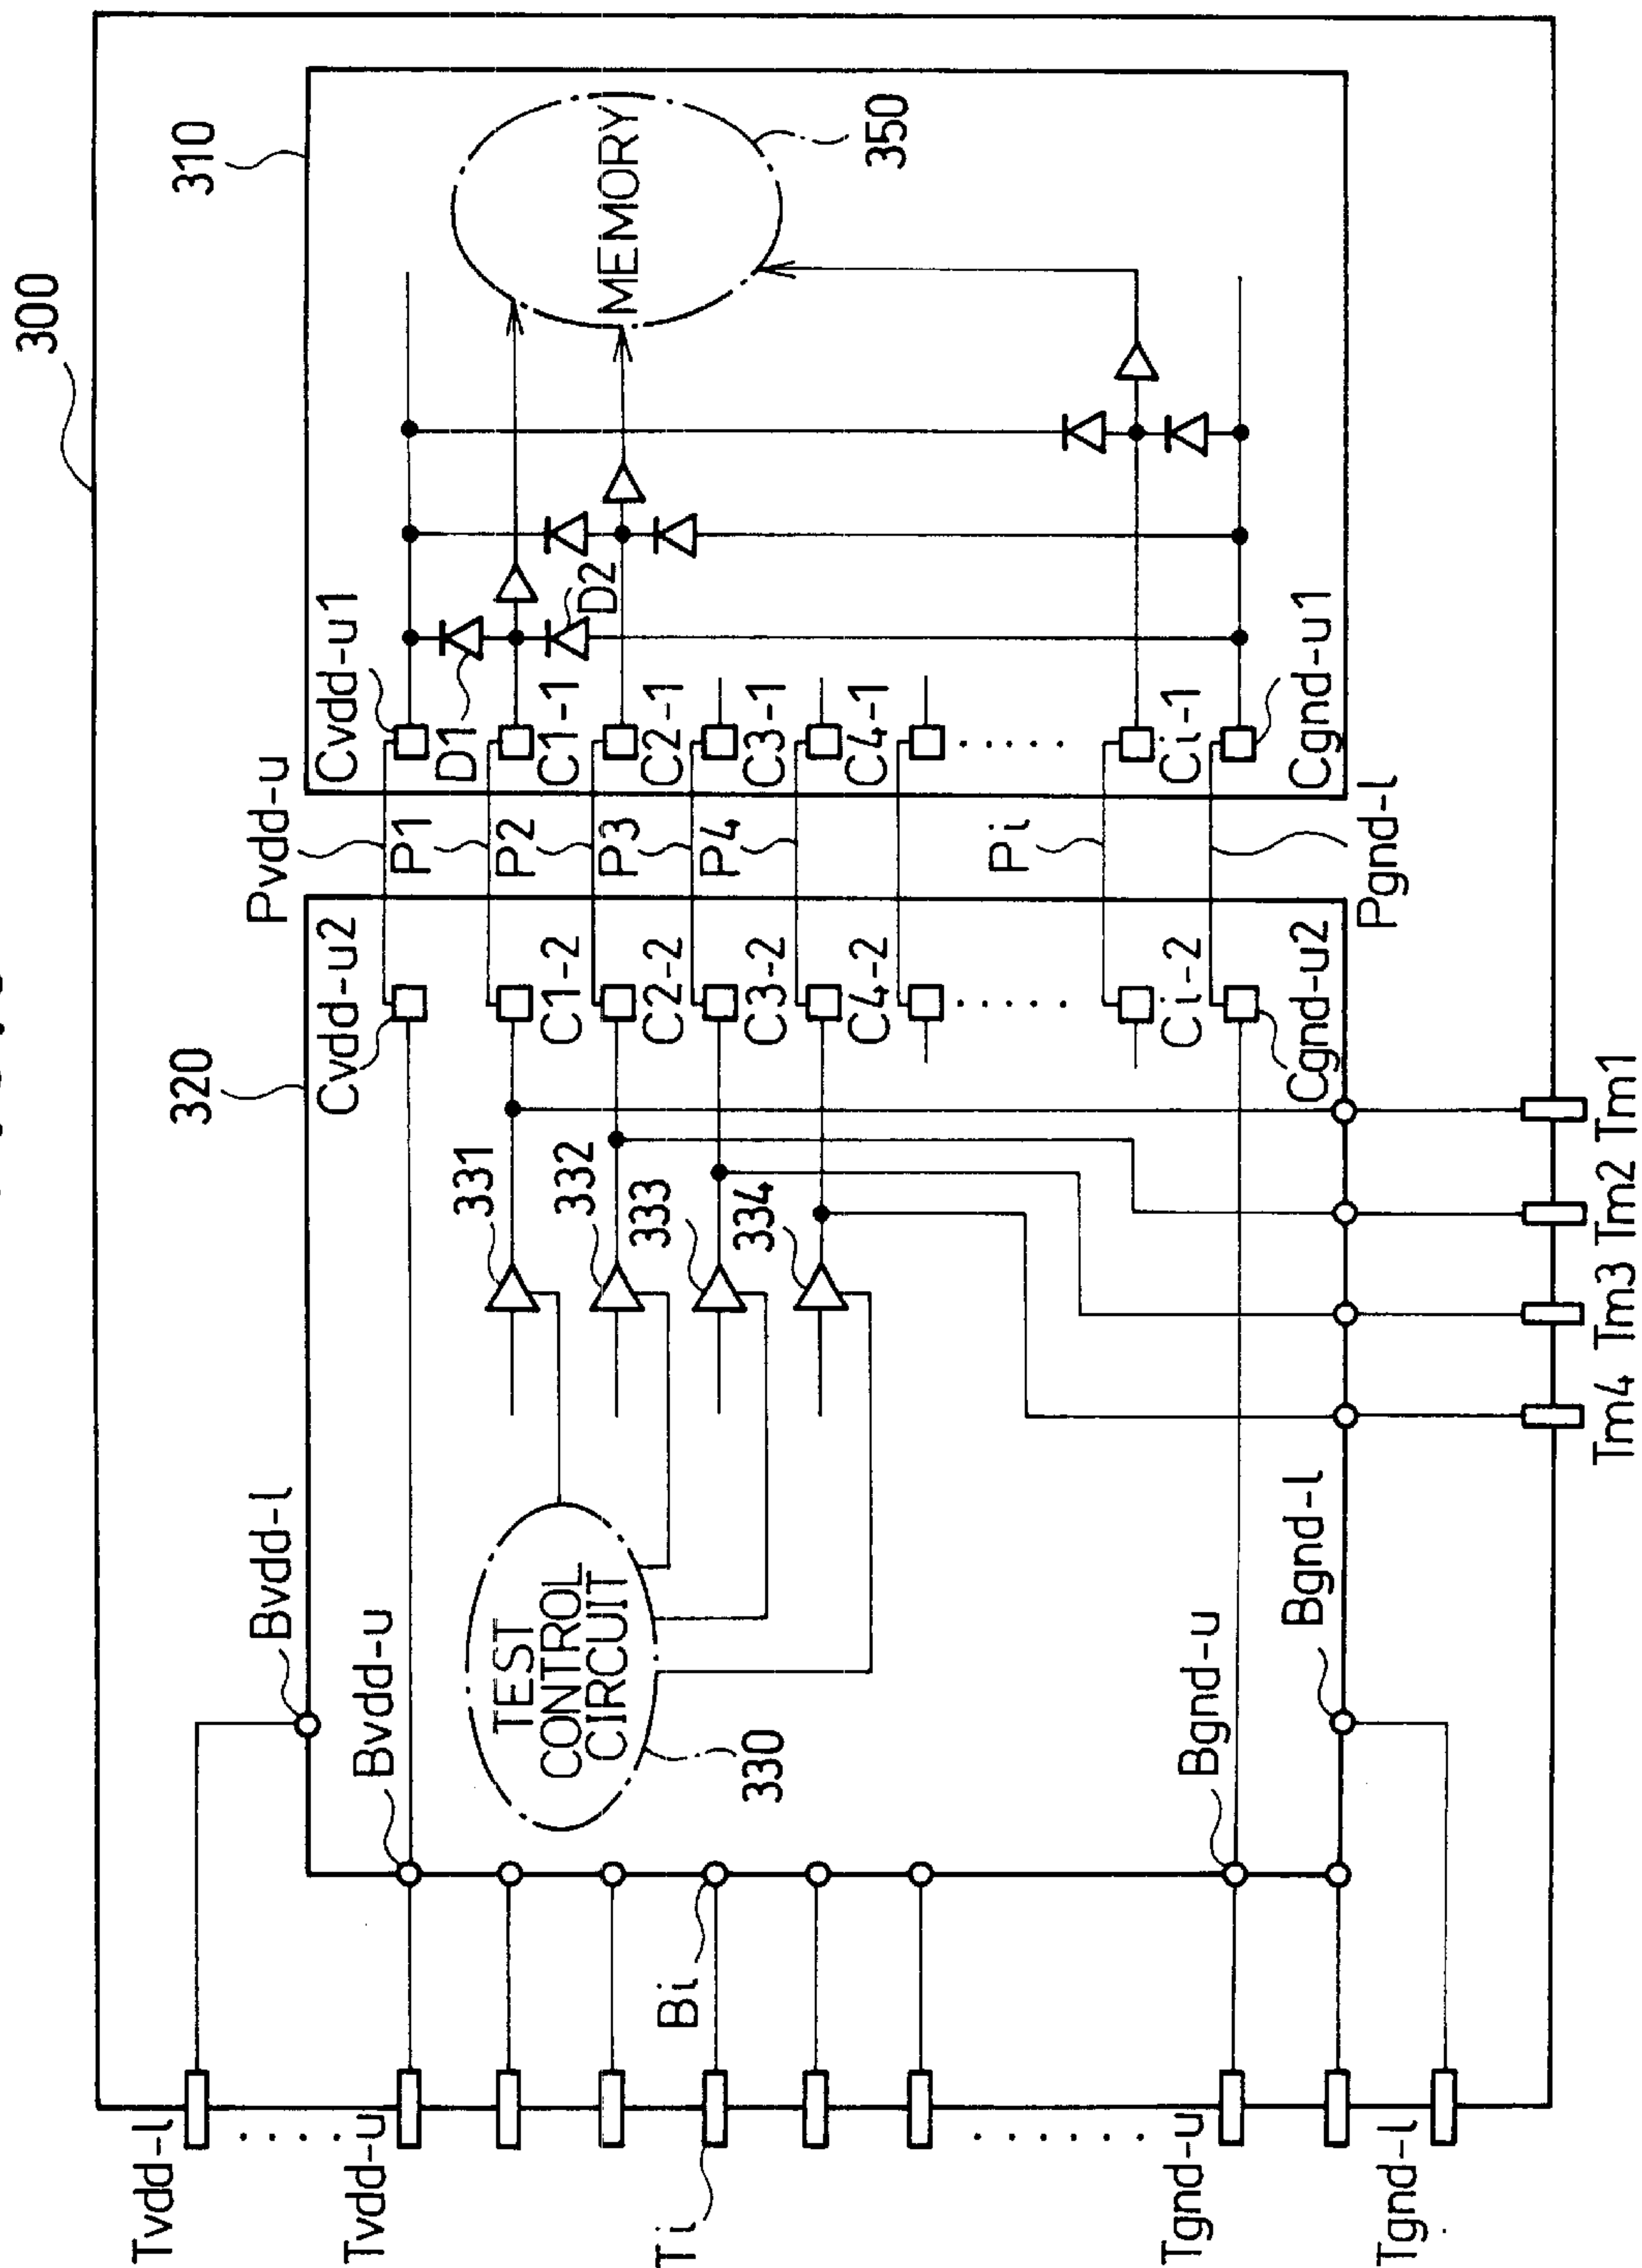 300
310
MEMORY
350
Cvdd-u1
D1
D2
C1-1
C2-1
C3-1
C4-1
Ci-1
Cgnd-u1
Pvdd-u
P1
P2
P3
P4
Pi
Pgnd-l
320
Cvdd-u2
C1-2
C2-2
C3-2
C4-2
Ci-2
Cgnd-u2
331
332
333
334
TEST
CONTROL
CIRCUIT
330
Tm1
Tm2
Tm3
Tm4
Bvdd-l
Bvdd-u
Bi
Bgnd-u
Bgnd-l
Tvdd-l
Tvdd-u
Ti
Tgnd-u
Tgnd-l